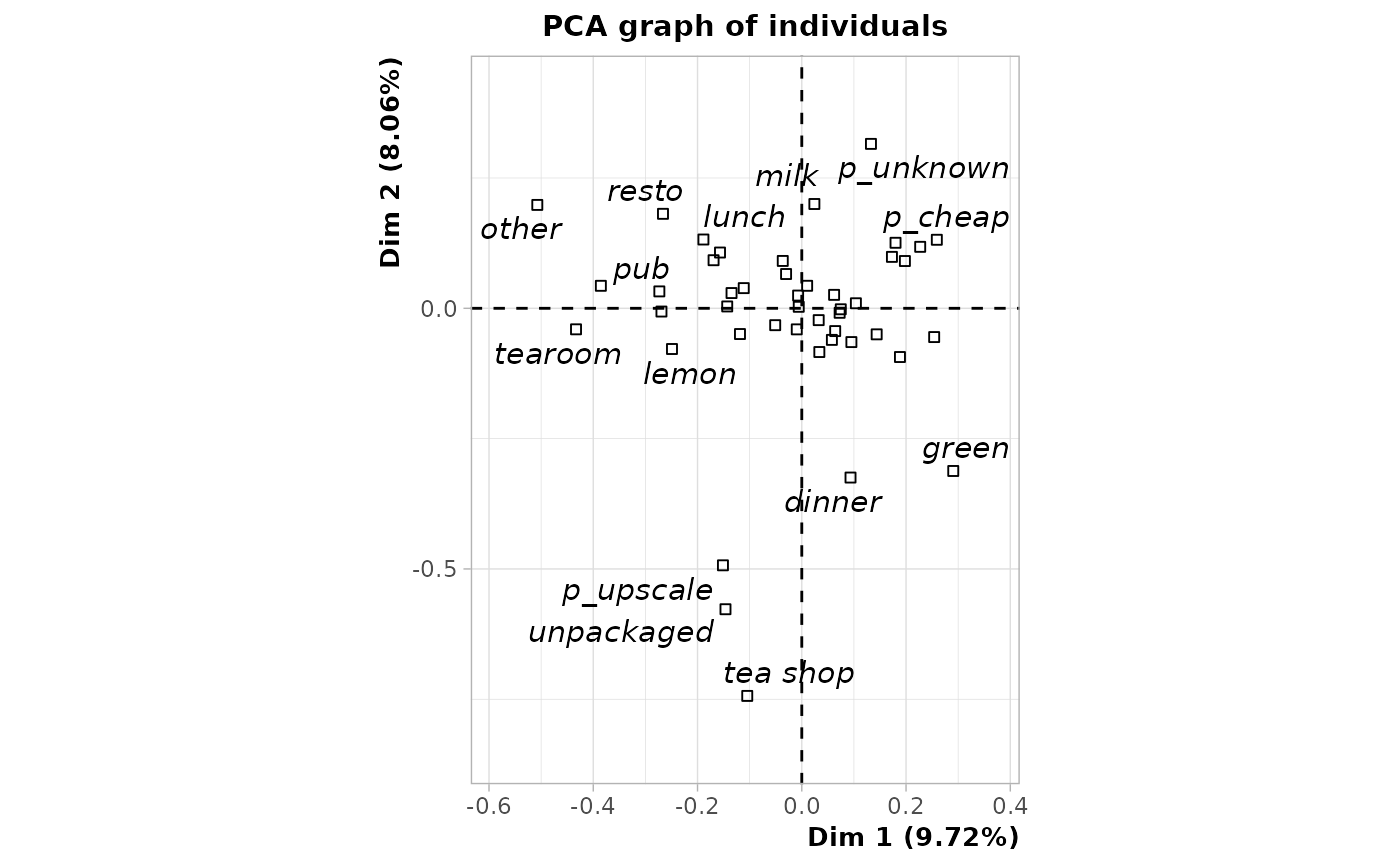 PCA graph of individuals
Dim 2 (8.06%)
p_unknown
milk
resto
lunch
p_cheap
other
pub
0.0
tearoom
lemon
green
dinner
-0.5
p_upscale
unpackaged
tea shop
-0.6 -0.4 -0.2 0.0 0.2 0.4
Dim 1 (9.72%)